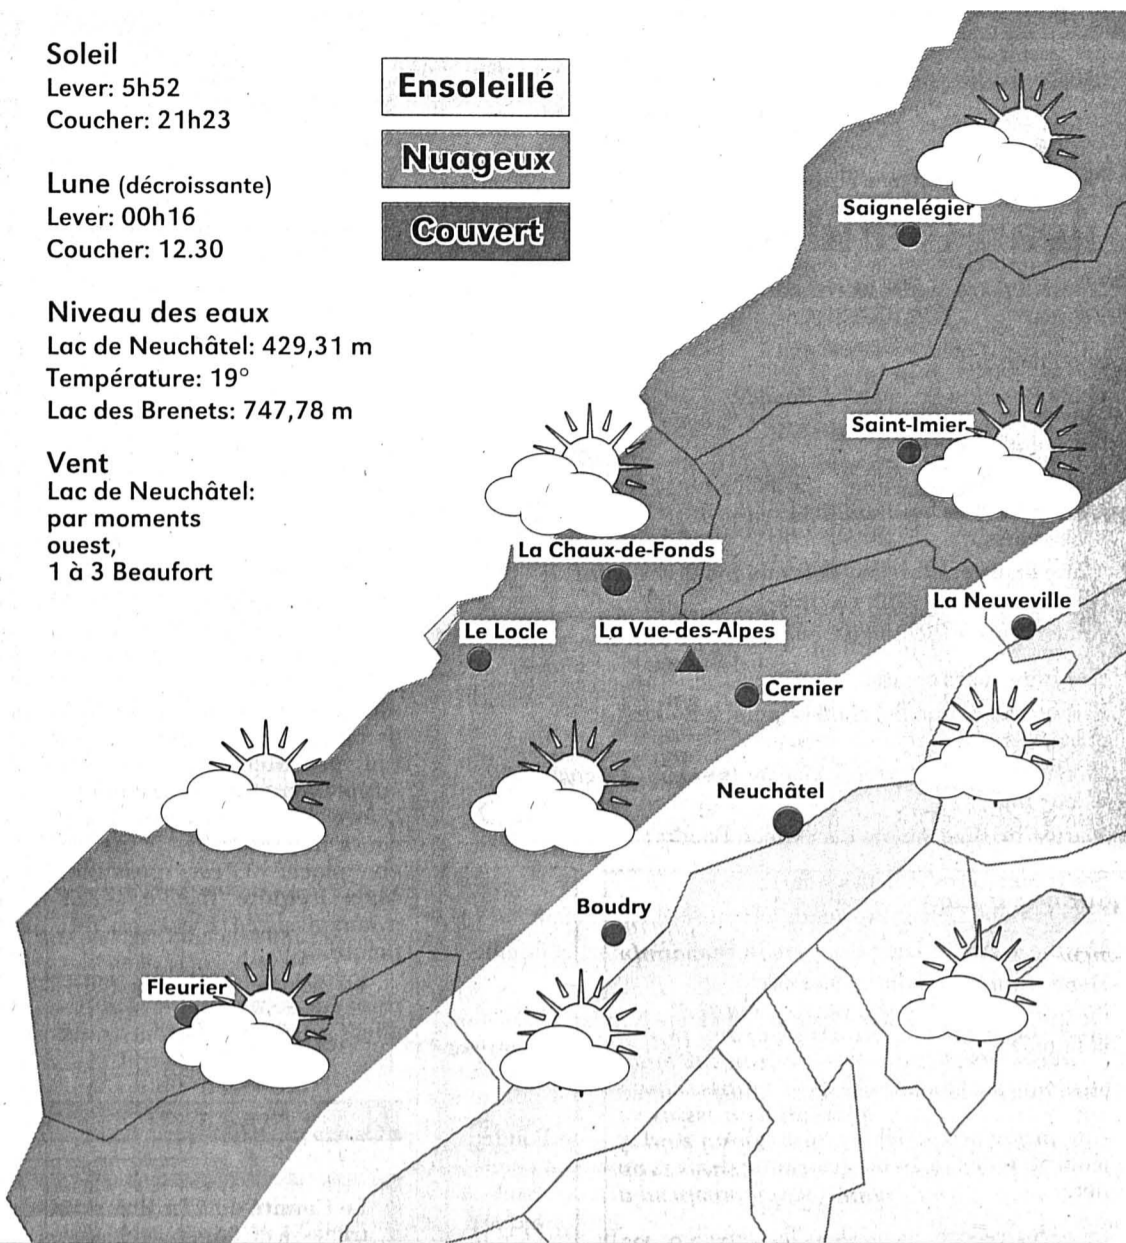 Soleil
Lever: 5h52
Coucher: 21h23
Lune (décroissante)
Lever: 00h16
Coucher: 12.30
Niveau des eaux
Lac de Neuchâtel: 429,31 m
Température: 19°
Lac des Brenets: 747,78 m
Vent
Lac de Neuchâtel:
par moments
ouest,
1 à 3 Beaufort
Ensoleillé
Nuageux
Couvert
Saignelégier
Saint-Imier
La Chaux-de-Fonds
La Neuveville
Le Locle
La Vue-des-Alpes
Cernier
Neuchâtel
Boudry
Fleurier